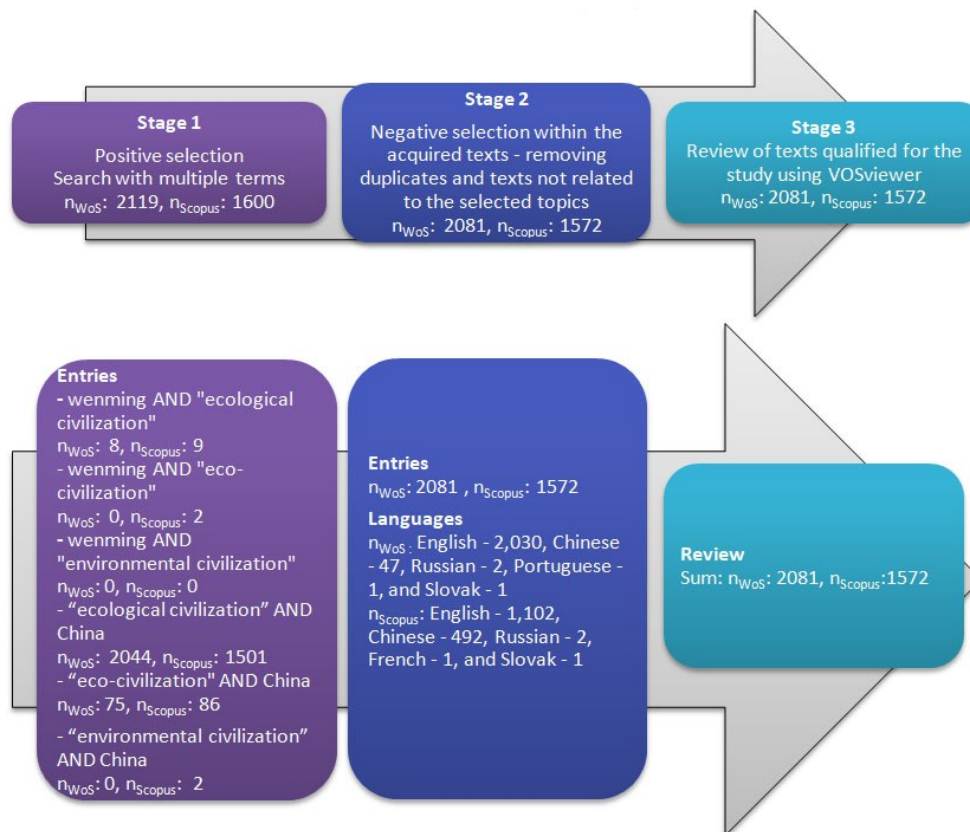 Stage 1
Positive selection
Search with multiple terms
nWoS: 2119, nScopus: 1600
Stage 2
Negative selection within the
acquired texts - removing
duplicates and texts not related
to the selected topics
nWoS: 2081, nScopus: 1572
Stage 3
Review of texts qualified for the
study using VOSviewer
nWoS: 2081, nScopus: 1572
Entries
- wenming AND "ecological
civilization"
nWoS: 8, nScopus: 9
- wenming AND "eco-
civilization"
nWoS: 0, nScopus: 2
- wenming AND
"environmental civilization"
nWoS: 0, nScopus: 0
- “ecological civilization” AND
China
nWoS: 2044, nScopus: 1501
- “eco-civilization" AND China
nWoS: 75, nScopus: 86
- “environmental civilization”
AND China
nWoS: 0, nScopus: 2
Entries
nWoS: 2081 , nScopus: 1572
Languages
nWoS : English - 2,030, Chinese
- 47, Russian - 2, Portuguese -
1, and Slovak - 1
nScopus: English - 1,102,
Chinese - 492, Russian - 2,
French - 1, and Slovak - 1
Review
Sum: nWoS: 2081, nScopus:1572